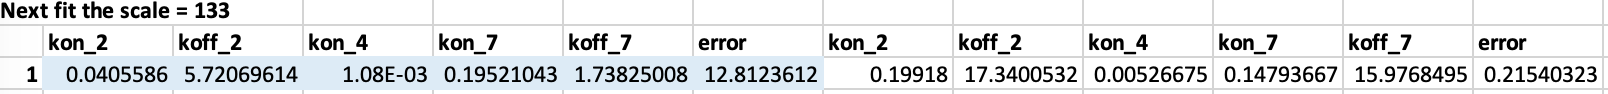 Next fit the scale = 133
kon_2 koff_2 kon_4 kon_7 koff_7 error kon_2 koff_2 kon_4 kon_7 koff_7 error
1 0.0405586 5.72069614 1.08E-03 0.19521043 1.73825008 12.8123612 0.19918 17.3400532 0.00526675 0.14793667 15.9768495 0.21540323